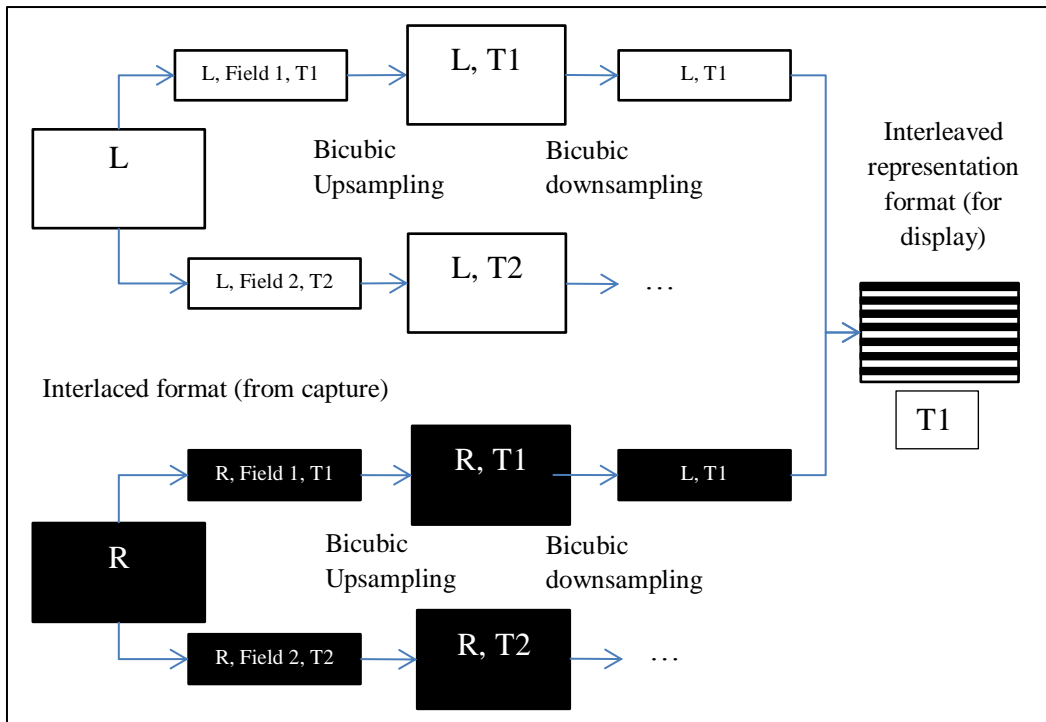 L, Field 1, T1
L, T1
L, T1
L
Bicubic
Upsampling
Bicubic
downsampling
Interleaved
representation
format (for
display)
L, Field 2, T2
L, T2
...
T1
Interlaced format (from capture)
R, Field 1, T1
R, T1
L, T1
R
Bicubic
Upsampling
Bicubic
downsampling
R, Field 2, T2
R, T2
...